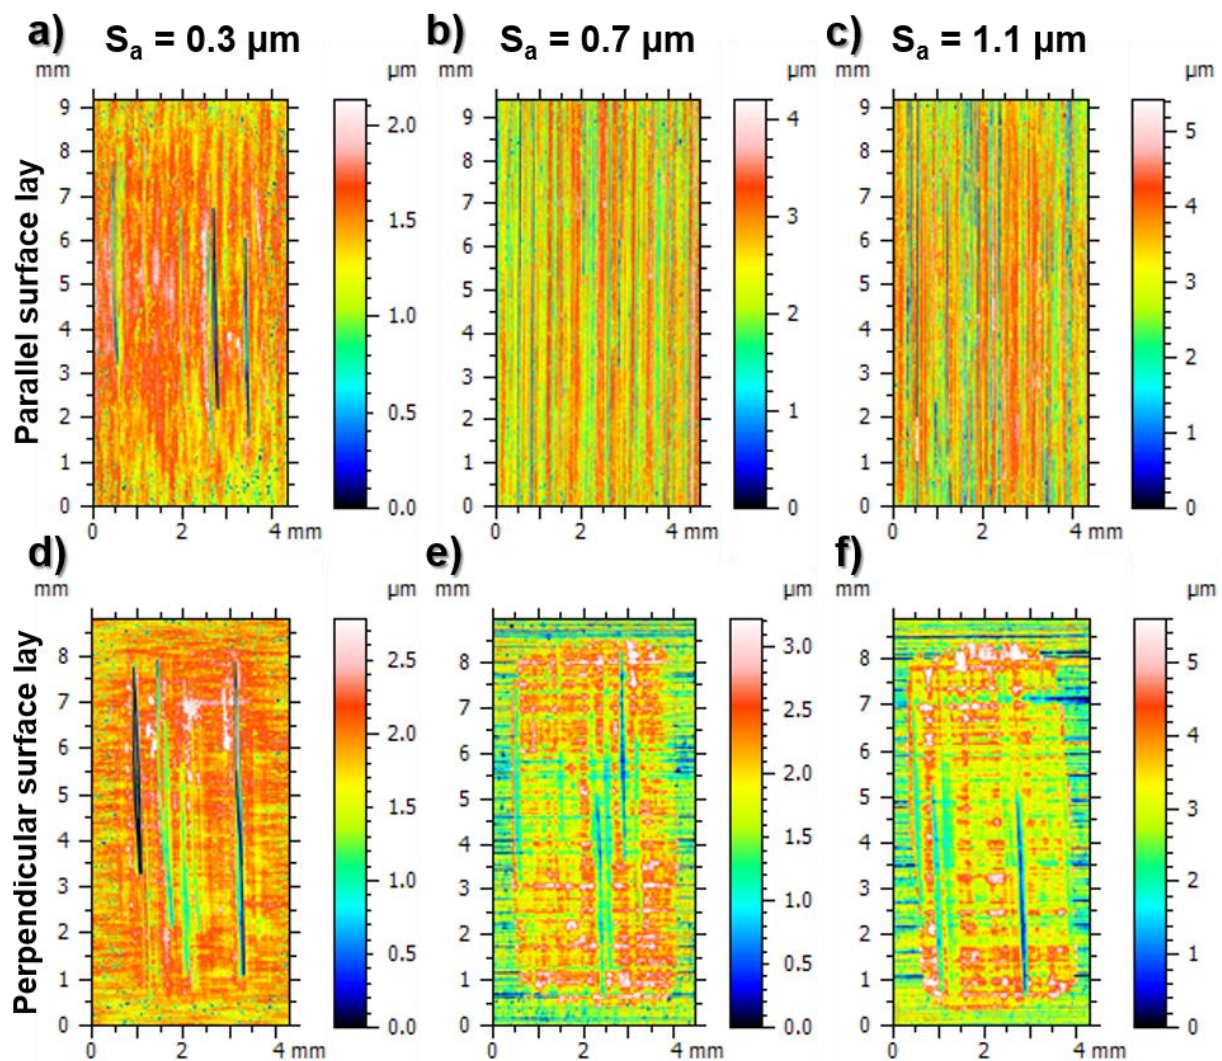 a) Sₐ = 0.3 µm b) Sₐ = 0.7 µm c) Sₐ = 1.1 µm
mm µm mm µm mm µm
Parallel surface lay
9 8 7 6 5 4 3 2 1 0
0 2 4 mm
2.0 1.5 1.0 0.5 0.0
9 8 7 6 5 4 3 2 1 0
0 2 4 mm
4 3 2 1 0
9 8 7 6 5 4 3 2 1 0
0 2 4 mm
5 4 3 2 1 0
d) e) f)
mm µm mm µm mm µm
Perpendicular surface lay
8 7 6 5 4 3 2 1 0
0 2 4 mm
2.5 2.0 1.5 1.0 0.5 0.0
8 7 6 5 4 3 2 1 0
0 2 4 mm
3.0 2.5 2.0 1.5 1.0 0.5 0.0
8 7 6 5 4 3 2 1 0
0 2 4 mm
5 4 3 2 1 0